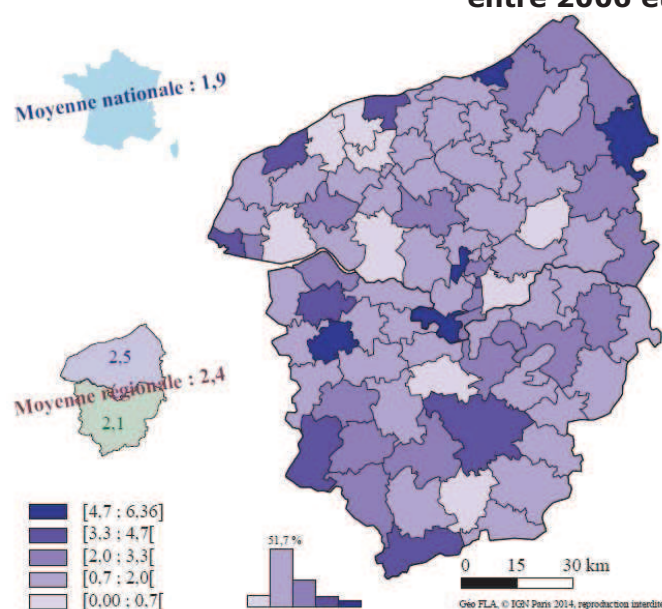 entre 2000 e
Moyenne nationale : 1,9
2,5
Moyenne régionale : 2,4
2,1
[4,7 ; 6,36]
[3,3 ; 4,7[
[2,0 ; 3,3[
[0,7 ; 2,0[
[0,00 ; 0,7[
51,7 %
0 15 30 km
Géo FLA, © IGN Paris 2014, reproduction interdite